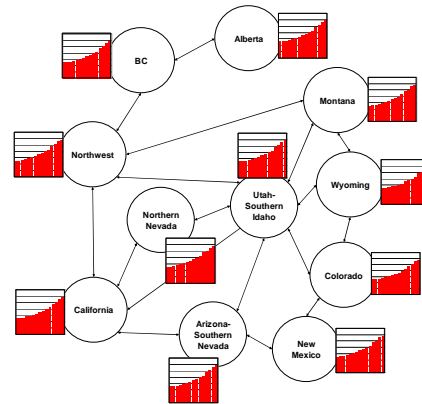 Alberta
BC
Montana
Northwest
Wyoming
Utah-
Southern
Idaho
Northern
Nevada
Colorado
California
Arizona-
Southern
Nevada
New
Mexico